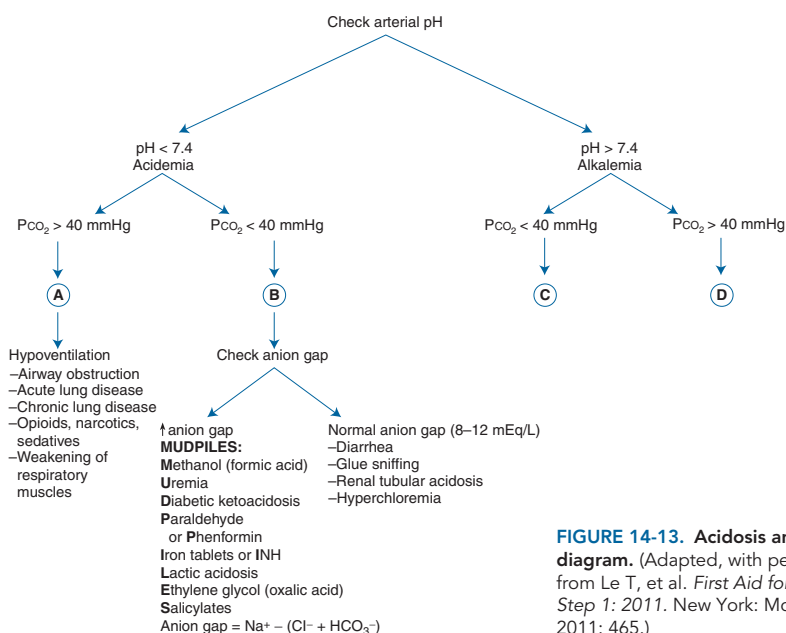 Check arterial pH
pH < 7.4
Acidemia
pH > 7.4
Alkalemia
PCO₂ > 40 mmHg
PCO₂ < 40 mmHg
PCO₂ < 40 mmHg
PCO₂ > 40 mmHg
A
B
C
D
Hypoventilation
–Airway obstruction
–Acute lung disease
–Chronic lung disease
–Opioids, narcotics,
sedatives
–Weakening of
respiratory
muscles
Check anion gap
↑anion gap
MUDPILES:
Methanol (formic acid)
Uremia
Diabetic ketoacidosis
Paraldehyde
or Phenformin
Iron tablets or INH
Lactic acidosis
Ethylene glycol (oxalic acid)
Salicylates
Anion gap = Na⁺ – (Cl⁻ + HCO₃⁻)
Normal anion gap (8–12 mEq/L)
–Diarrhea
–Glue sniffing
–Renal tubular acidosis
–Hyperchloremia
FIGURE 14-13. Acidosis
diagram. (Adapted, with
from Le T, et al. First Aid for
Step 1: 2011. New York:
2011: 465.)